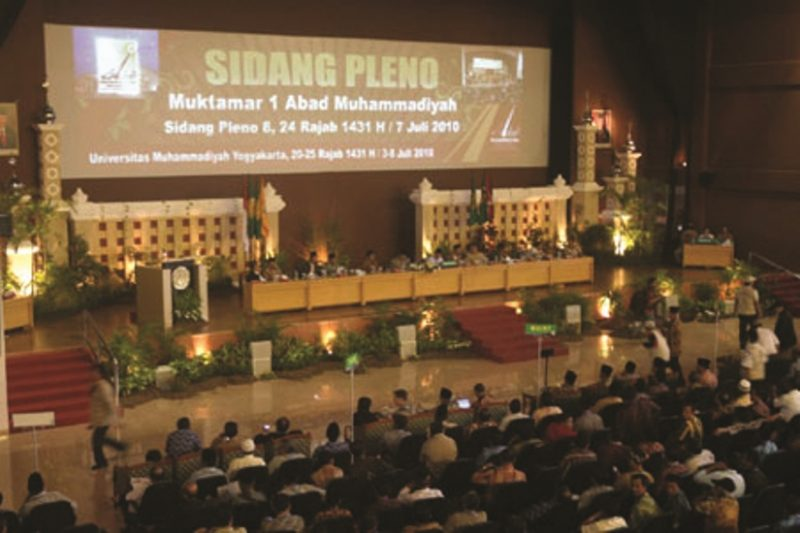 SIDANG PLENO
Muktamar 1 Abad Muhammadiyah
Sidang Pleno 8, 24 Rajab 1431 H / 7 Juli 2010
Universitas Muhammadiyah Yogyakarta, 20-25 Rajab 1431 H / 3-8 Juli 2010